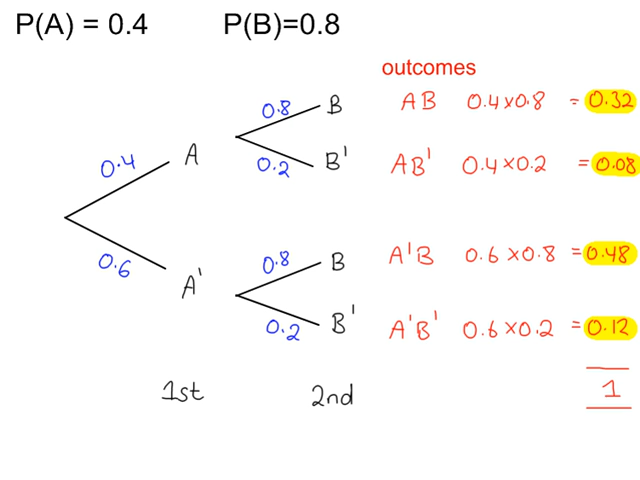 P(A) = 0.4 P(B)=0.8
outcomes
0.8 B AB 0.4×0.8 = 0.32
0.4 A
0.2 B' AB' 0.4×0.2 = 0.08
0.6 A'
0.8 B A'B 0.6×0.8 = 0.48
0.2 B' A'B' 0.6×0.2 = 0.12
1st 2nd 1